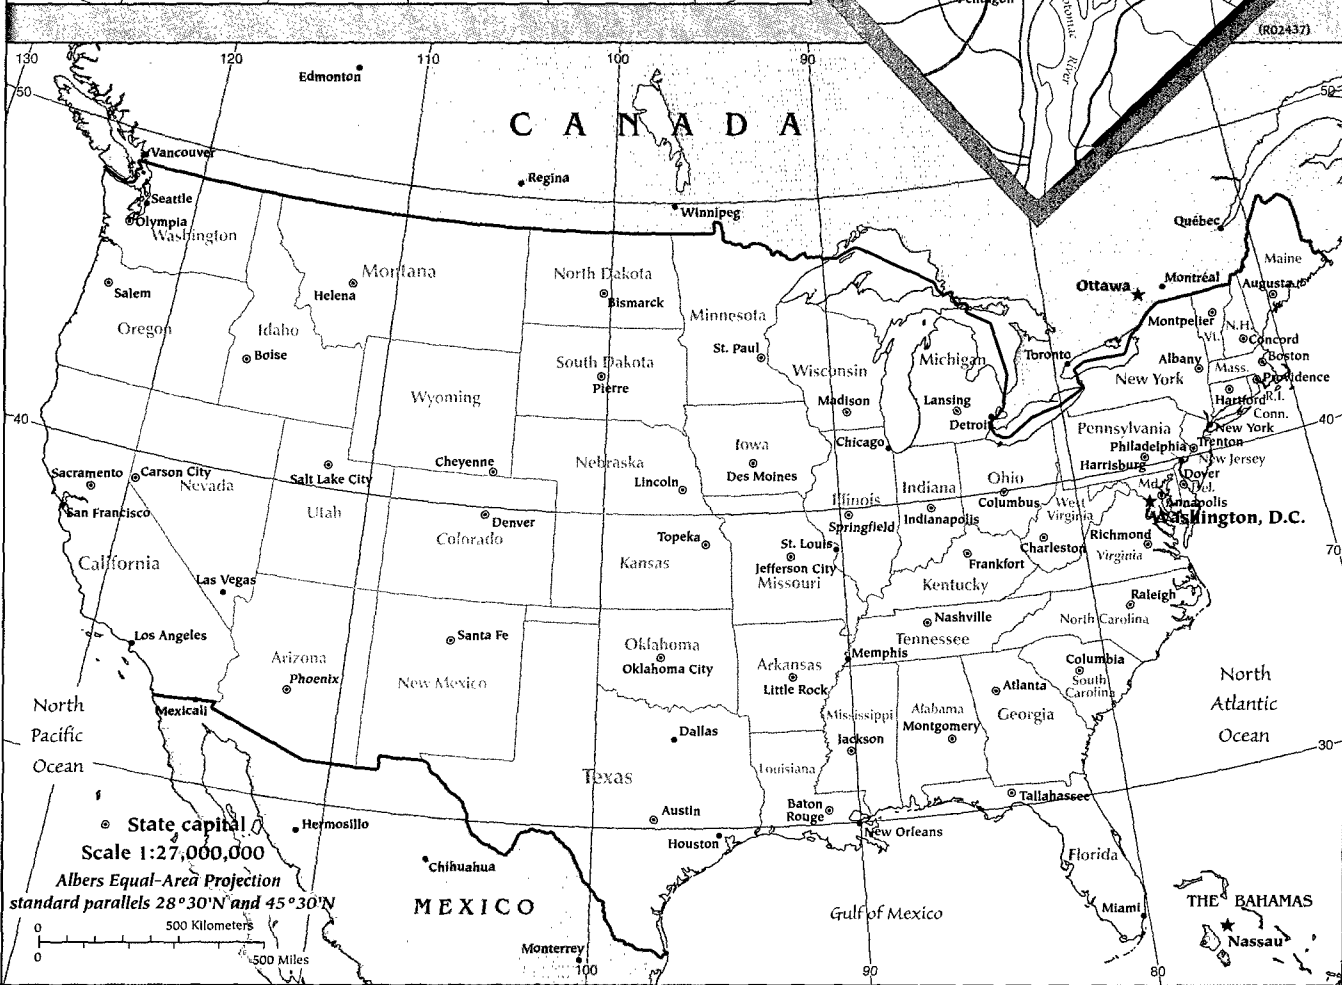 Pentagon
River
(R02437)
130
120
110
100
90
50
50
Edmonton
CANADA
Vancouver
Regina
Winnipeg
Seattle
Olympia
Washington
Québec
Maine
Montana
North Dakota
Ottawa
Montréal
Augusta
Salem
Helena
Bismarck
Minnesota
Montpelier
Vt.
N.H.
Concord
Oregon
Idaho
Boise
St. Paul
South Dakota
Pierre
Wisconsin
Michigan
Toronto
Albany
Boston
Mass.
Providence
New York
Wyoming
Madison
Lansing
Hartford
R.I.
Conn.
Detroit
40
40
Pennsylvania
New York
Iowa
Chicago
Philadelphia
Trenton
New Jersey
Harrisburg
Sacramento
Carson City
Nevada
Salt Lake City
Cheyenne
Nebraska
Lincoln
Des Moines
Illinois
Indiana
Ohio
Columbus
Md.
Dover
Del.
San Francisco
Utah
Denver
Springfield
Indianapolis
West
Virginia
Annapolis
Washington, D.C.
Colorado
Topeka
St. Louis
Jefferson City
Missouri
Charleston
Richmond
Virginia
70
California
Las Vegas
Kansas
Frankfort
Kentucky
Raleigh
North Carolina
Los Angeles
Santa Fe
Oklahoma
Oklahoma City
Nashville
Tennessee
Memphis
Arizona
Phoenix
New Mexico
Arkansas
Little Rock
Columbia
South
Carolina
North
Atlantic
Ocean
North
Pacific
Ocean
Mexicali
Atlanta
Georgia
Mississippi
Alabama
Montgomery
Jackson
Dallas
30
Texas
Louisiana
Tallahassee
Austin
Baton
Rouge
New Orleans
Houston
Hermosillo
Chihuahua
Florida
State capital
Scale 1:27,000,000
Albers Equal-Area Projection
standard parallels 28°30'N and 45°30'N
0
500 Kilometers
0
500 Miles
MEXICO
Gulf of Mexico
Miami
THE BAHAMAS
Nassau
Monterrey
100
90
80